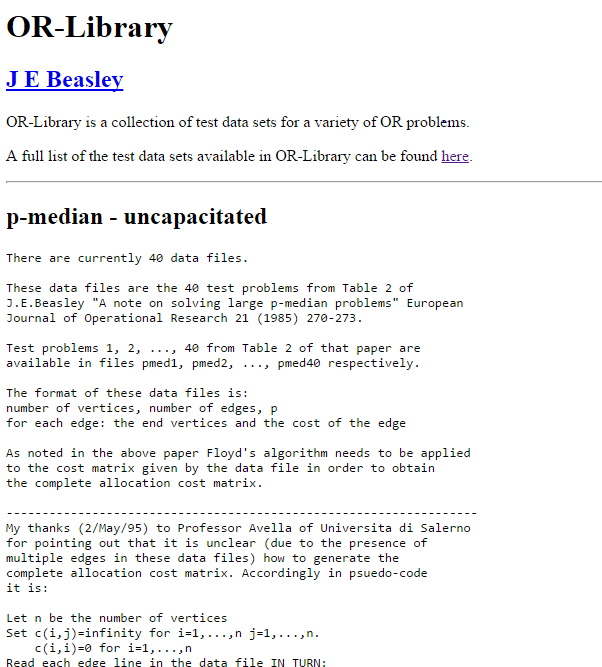 OR-Library
J E Beasley
OR-Library is a collection of test data sets for a variety of OR problems.
A full list of the test data sets available in OR-Library can be found here.
p-median - uncapacitated
There are currently 40 data files.
These data files are the 40 test problems from Table 2 of
J.E.Beasley "A note on solving large p-median problems" European
Journal of Operational Research 21 (1985) 270-273.
Test problems 1, 2, ..., 40 from Table 2 of that paper are
available in files pmed1, pmed2, ..., pmed40 respectively.
The format of these data files is:
number of vertices, number of edges, p
for each edge: the end vertices and the cost of the edge
As noted in the above paper Floyd's algorithm needs to be applied
to the cost matrix given by the data file in order to obtain
the complete allocation cost matrix.
------------------------------------------------------------------
My thanks (2/May/95) to Professor Avella of Universita di Salerno
for pointing out that it is unclear (due to the presence of
multiple edges in these data files) how to generate the
complete allocation cost matrix. Accordingly in psuedo-code
it is:
Let n be the number of vertices
Set c(i,j)=infinity for i=1,...,n j=1,...,n.
    c(i,i)=0 for i=1,...,n
Read each edge line in the data file IN TURN: